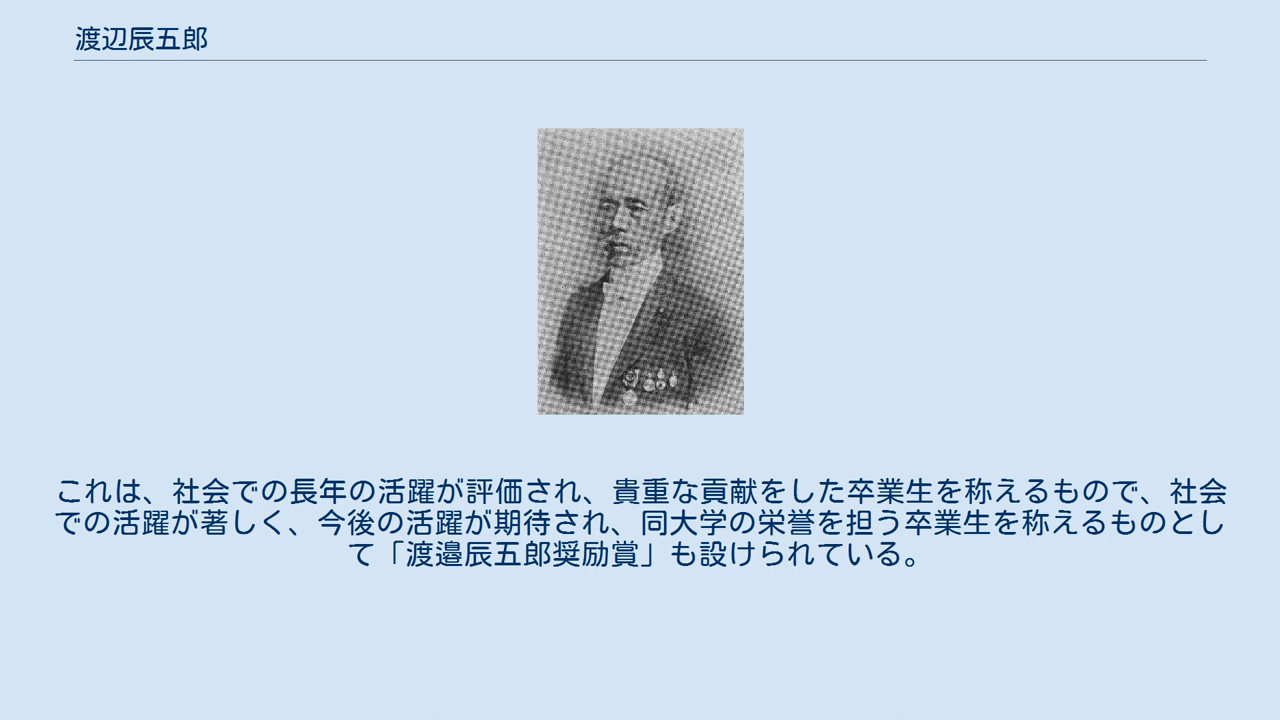 渡辺辰五郎
これは、社会での長年の活躍が評価され、貴重な貢献をした卒業生を称えるもので、社会
での活躍が著しく、今後の活躍が期待され、同大学の栄誉を担う卒業生を称えるものとし
て「渡邉辰五郎奨励賞」も設けられている。